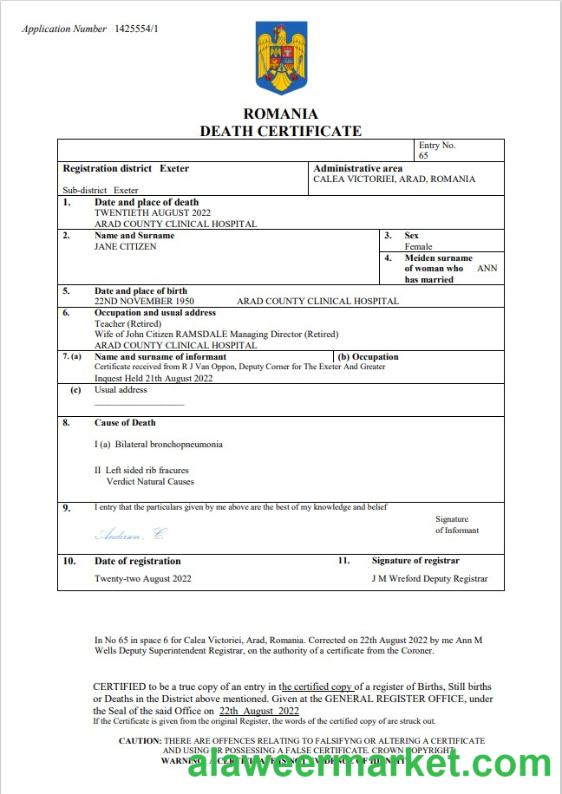 Application Number 1425554/1
ROMANIA
DEATH CERTIFICATE
Entry No.
65
Registration district Exeter
Sub-district Exeter
Administrative area
CALEA VICTORIEI, ARAD, ROMANIA
1. Date and place of death
TWENTIETH AUGUST 2022
ARAD COUNTY CLINICAL HOSPITAL
2. Name and Surname
JANE CITIZEN
3. Sex
Female
4. Meiden surname
of woman who ANN
has married
5. Date and place of birth
22ND NOVEMBER 1950 ARAD COUNTY CLINICAL HOSPITAL
6. Occupation and usual address
Teacher (Retired)
Wife of John Citizen RAMSDALE Managing Director (Retired)
ARAD COUNTY CLINICAL HOSPITAL
7. (a) Name and surname of informant (b) Occupation
Certificate received from R J Van Oppon, Deputy Corner for The Exeter And Greater
Inquest Held 21th August 2022
(c) Usual address
8. Cause of Death
I (a) Bilateral bronchopneumonia
II Left sided rib fracures
Verdict Natural Causes
9. I entry that the particulars given by me above are the best of my knowledge and belief
Anderson, C.
Signature
of Informant
10. Date of registration 11. Signature of registrar
Twenty-two August 2022 J M Wreford Deputy Registrar
In No 65 in space 6 for Calea Victoriei, Arad, Romania. Corrected on 22th August 2022 by me Ann M
Wells Deputy Superintendent Registrar, on the authority of a certificate from the Coroner.
CERTIFIED to be a true copy of an entry in the certified copy of a register of Births, Still births
or Deaths in the District above mentioned. Given at the GENERAL REGISTER OFFICE, under
the Seal of the said Office on 22th August 2022
If the Certificate is given from the original Register, the words of the certified copy of are struck out.
CAUTION: THERE ARE OFFENCES RELATING TO FALSIFYNG OR ALTERING A CERTIFICATE
AND USING OR POSSESSING A FALSE CERTIFICATE. CROWN COPYRIGHT
alaweermarket.com